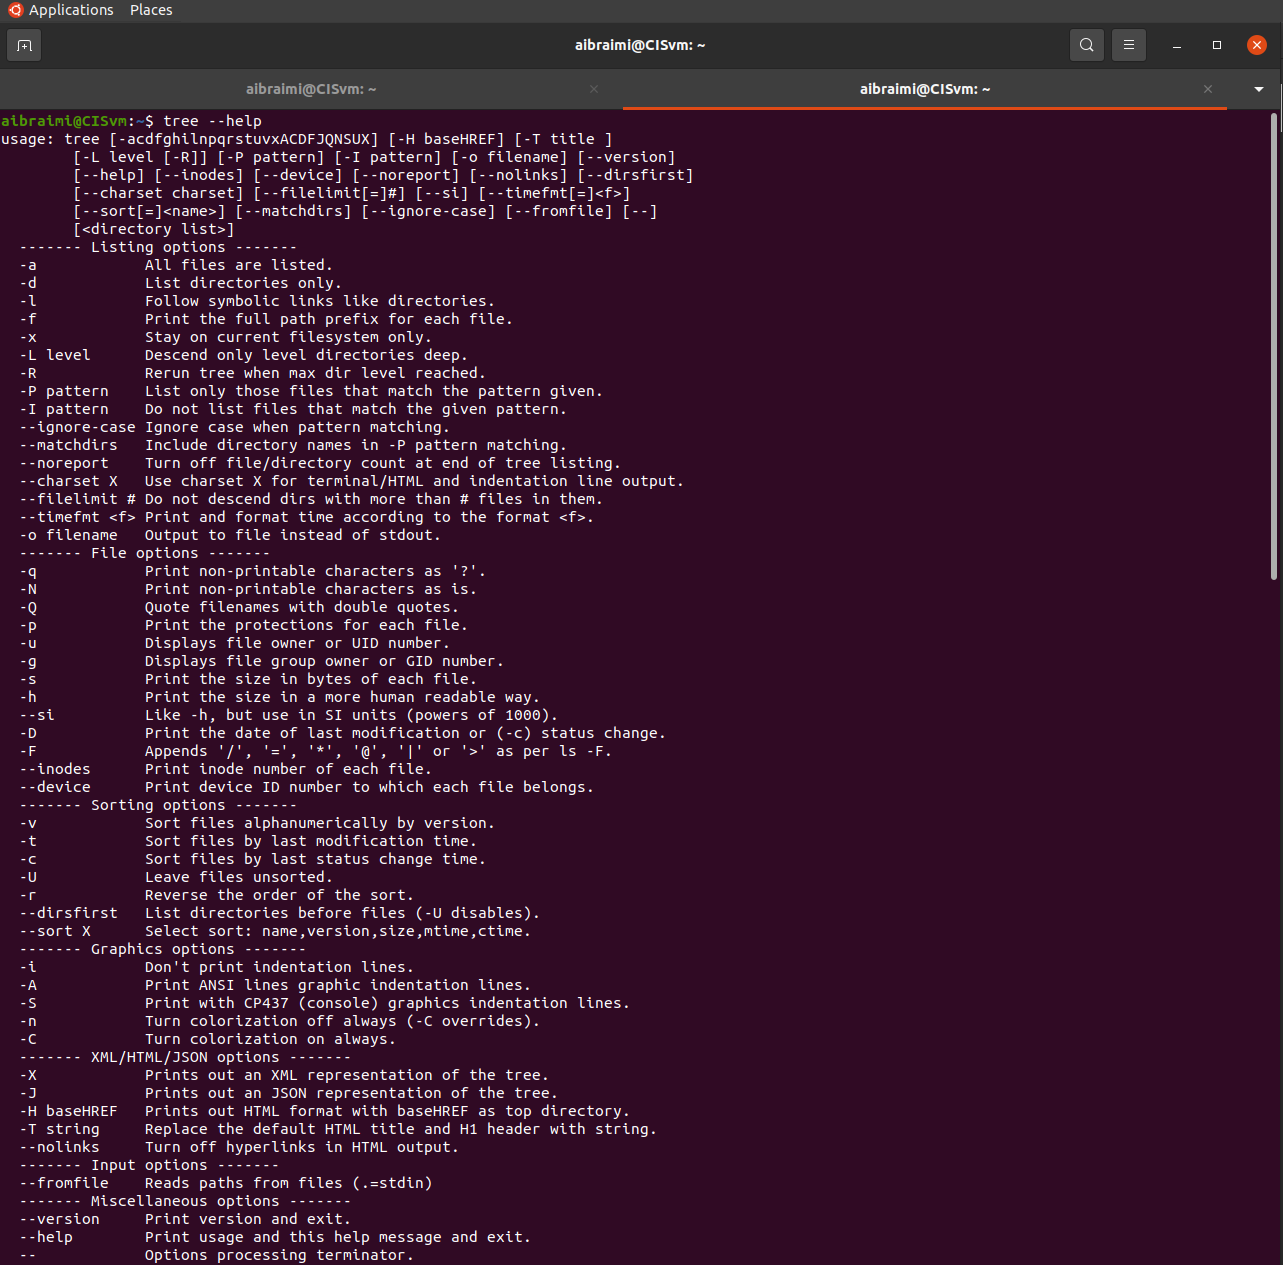 Applications Places
aibraimi@CISvm: ~
aibraimi@CISvm: ~ aibraimi@CISvm: ~
aibraimi@CISvm:~$ tree --help
usage: tree [-acdfghilnpqrstuvxACDFJQNSUX] [-H baseHREF] [-T title ]
        [-L level [-R]] [-P pattern] [-I pattern] [-o filename] [--version]
        [--help] [--inodes] [--device] [--noreport] [--nolinks] [--dirsfirst]
        [--charset charset] [--filelimit[=]#] [--si] [--timefmt[=]<f>]
        [--sort[=]<name>] [--matchdirs] [--ignore-case] [--fromfile] [--]
        [<directory list>]
  ------- Listing options -------
  -a            All files are listed.
  -d            List directories only.
  -l            Follow symbolic links like directories.
  -f            Print the full path prefix for each file.
  -x            Stay on current filesystem only.
  -L level      Descend only level directories deep.
  -R            Rerun tree when max dir level reached.
  -P pattern    List only those files that match the pattern given.
  -I pattern    Do not list files that match the given pattern.
  --ignore-case Ignore case when pattern matching.
  --matchdirs   Include directory names in -P pattern matching.
  --noreport    Turn off file/directory count at end of tree listing.
  --charset X   Use charset X for terminal/HTML and indentation line output.
  --filelimit # Do not descend dirs with more than # files in them.
  --timefmt <f> Print and format time according to the format <f>.
  -o filename   Output to file instead of stdout.
  ------- File options -------
  -q            Print non-printable characters as '?'.
  -N            Print non-printable characters as is.
  -Q            Quote filenames with double quotes.
  -p            Print the protections for each file.
  -u            Displays file owner or UID number.
  -g            Displays file group owner or GID number.
  -s            Print the size in bytes of each file.
  -h            Print the size in a more human readable way.
  --si          Like -h, but use in SI units (powers of 1000).
  -D            Print the date of last modification or (-c) status change.
  -F            Appends '/', '=', '*', '@', '|' or '>' as per ls -F.
  --inodes      Print inode number of each file.
  --device      Print device ID number to which each file belongs.
  ------- Sorting options -------
  -v            Sort files alphanumerically by version.
  -t            Sort files by last modification time.
  -c            Sort files by last status change time.
  -U            Leave files unsorted.
  -r            Reverse the order of the sort.
  --dirsfirst   List directories before files (-U disables).
  --sort X      Select sort: name,version,size,mtime,ctime.
  ------- Graphics options -------
  -i            Don't print indentation lines.
  -A            Print ANSI lines graphic indentation lines.
  -S            Print with CP437 (console) graphics indentation lines.
  -n            Turn colorization off always (-C overrides).
  -C            Turn colorization on always.
  ------- XML/HTML/JSON options -------
  -X            Prints out an XML representation of the tree.
  -J            Prints out an JSON representation of the tree.
  -H baseHREF   Prints out HTML format with baseHREF as top directory.
  -T string     Replace the default HTML title and H1 header with string.
  --nolinks     Turn off hyperlinks in HTML output.
  ------- Input options -------
  --fromfile    Reads paths from files (.=stdin)
  ------- Miscellaneous options -------
  --version     Print version and exit.
  --help        Print usage and this help message and exit.
  --            Options processing terminator.